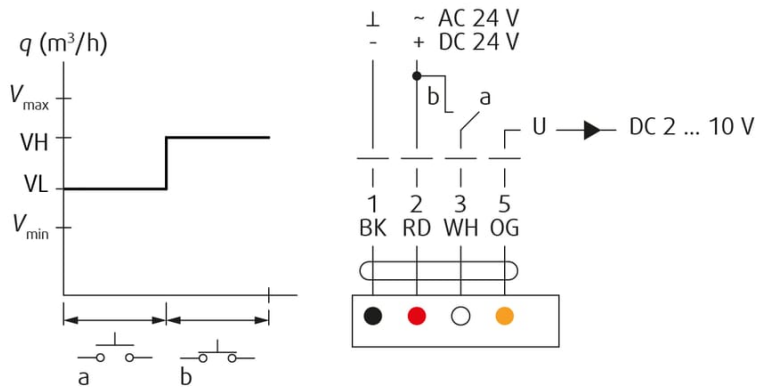 q (m³/h)
Vmax
VH
VL
Vmin
a
b
⊥ ~ AC 24 V
- + DC 24 V
b a
U DC 2 ... 10 V
1 2 3 5
BK RD WH OG